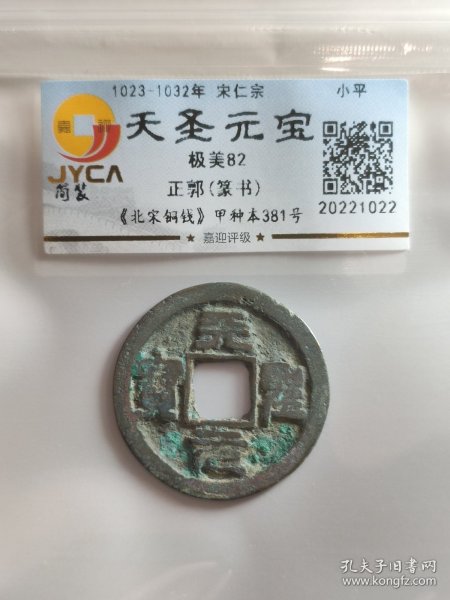 1023-1032年 宋仁宗 小平
嘉 迎
天圣元宝
JYCA
简装
极美82
正郭(篆书)
《北宋铜钱》甲种本381号
20221022
★ 嘉迎评级 ★
天聖元寶
孔夫子旧书网
www.kongfz.com